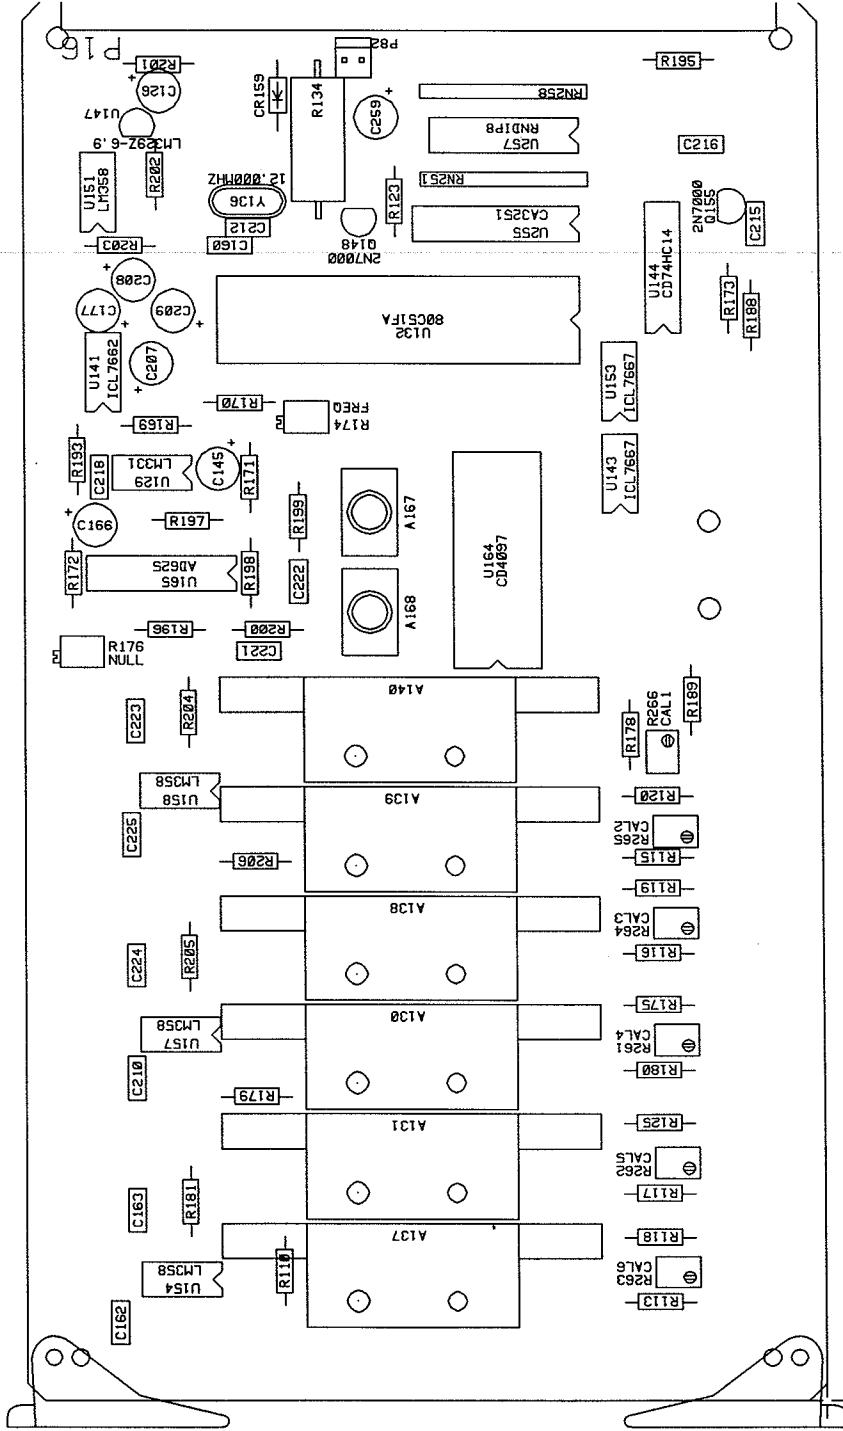 P16
R201
C126
U147
LM329Z-6.9
CR159
R134
P82
C259
R195
RN258
RNDIP8
U257
C216
U151
LM358
R202
12.000MHZ
Y136
C212
C160
R123
RN251
CA3251
U255
2N7000
Q155
C215
R203
Q148
2N7000
U144
CD74HC14
C208
C177
C209
80C51FA
U132
R173
R188
U141
ICL7662
C207
U153
ICL7667
R170
FREQ
R174
R169
R193
C218
LM331
U129
C145
R171
U143
ICL7667
C166
R197
R199
A167
R172
AD625
U165
R198
C222
U164
CD4097
A168
R196
R200
R176
NULL
C221
A140
C223
R204
R178
R266
CAL1
R189
LM358
U158
A139
R120
C225
CAL2
R265
R206
R115
R119
A138
CAL3
R264
C224
R205
R116
R175
A130
LM358
U157
CAL4
R261
C210
R180
R179
A131
R125
CAL5
R262
C163
R181
R117
A137
R118
LM358
U154
R110
CAL6
R263
C162
R113